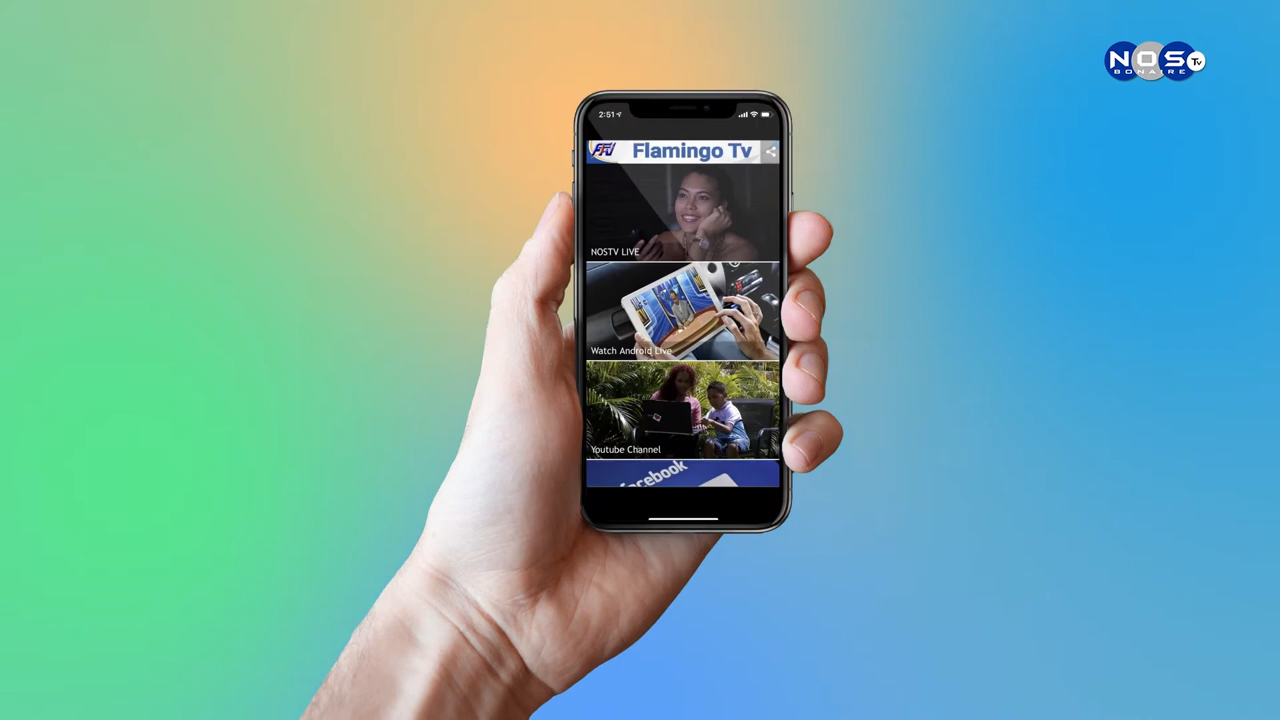 NOS Tv
BONAIRE
2:51
FTV Flamingo Tv
NOSTV LIVE
Watch Android Live
Youtube Channel
facebook